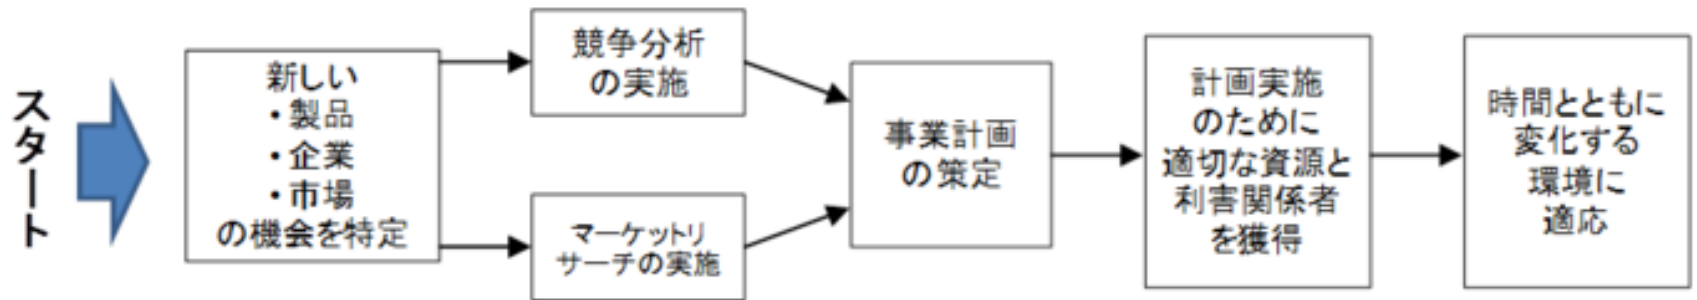 スタート
新しい
・製品
・企業
・市場
の機会を特定
競争分析
の実施
マーケットリ
サーチの実施
事業計画
の策定
計画実施
のために
適切な資源と
利害関係者
を獲得
時間とともに
変化する
環境に
適応